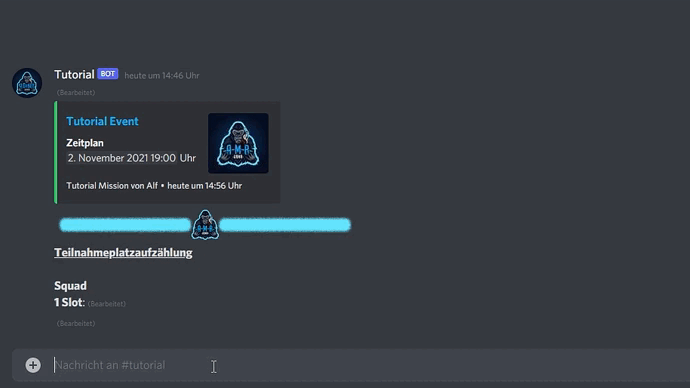 Tutorial BOT heute um 14:46 Uhr
(Bearbeitet)
Tutorial Event
Zeitplan
2. November 2021 19:00 Uhr
Tutorial Mission von Alf • heute um 14:56 Uhr
A-M-R
Teilnahmeplatzaufzählung
Squad
1 Slot: (Bearbeitet)
(Bearbeitet)
Nachricht an #tutorial